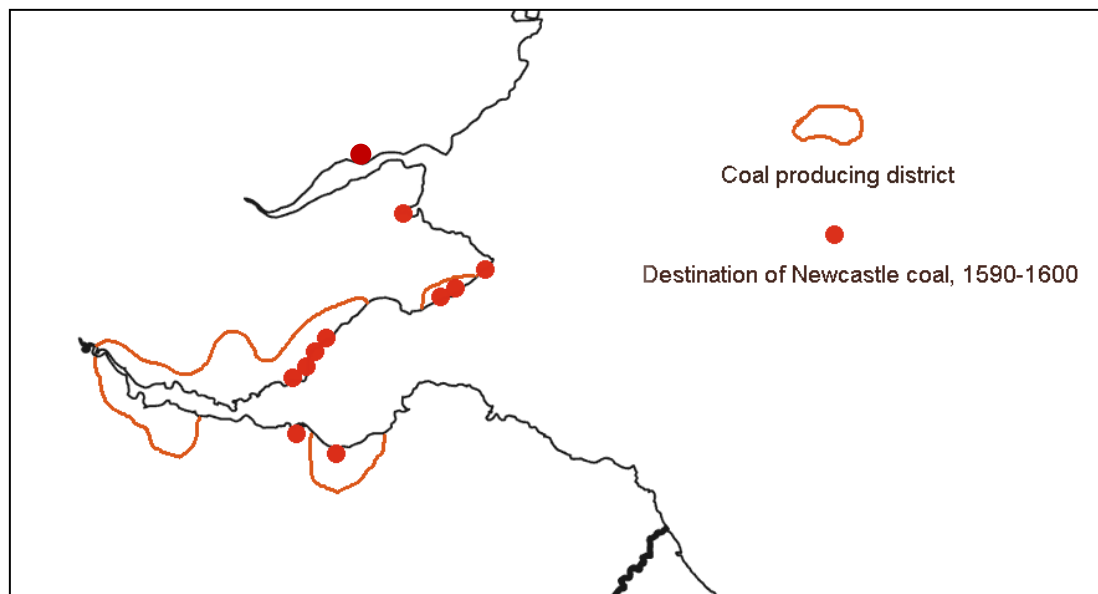 Coal producing district
Destination of Newcastle coal, 1590-1600